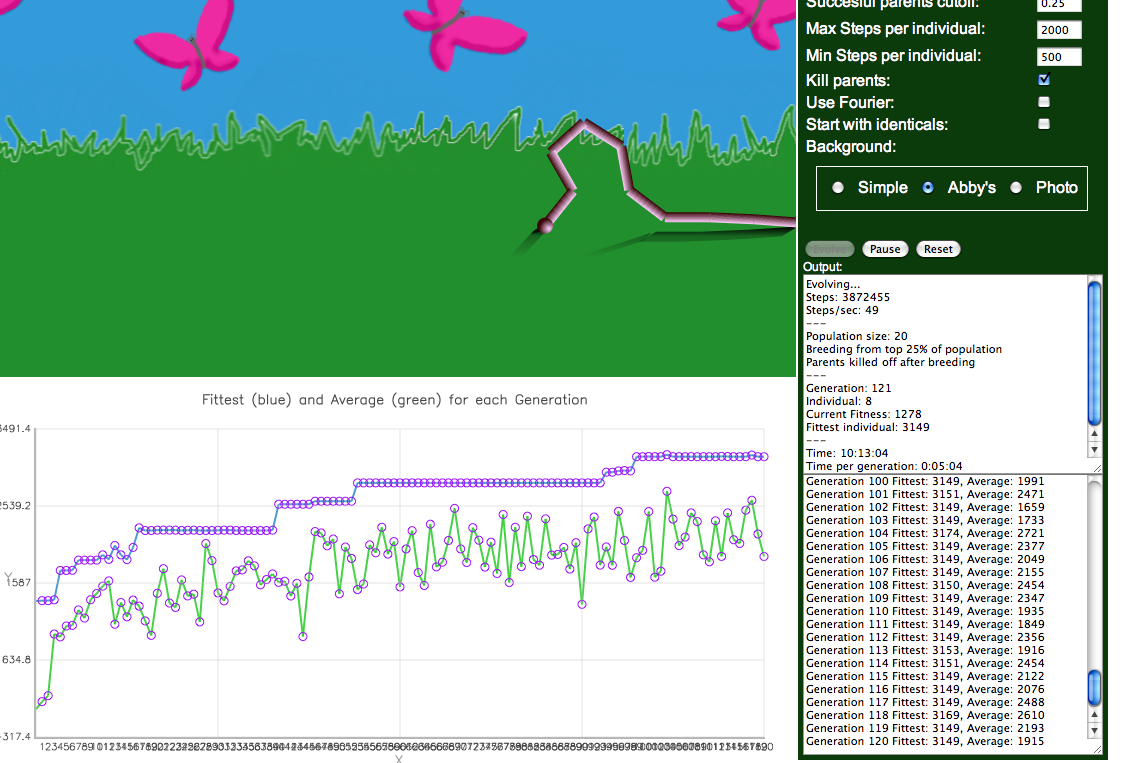 Succesful parents cutoff: 0.25
Max Steps per individual: 2000
Min Steps per individual: 500
Kill parents:
Use Fourier:
Start with identicals:
Background:
Simple Abby's Photo
Evolve Pause Reset
Output:
Evolving...
Steps: 3872455
Steps/sec: 49
---
Population size: 20
Breeding from top 25% of population
Parents killed off after breeding
---
Generation: 121
Individual: 8
Current Fitness: 1278
Fittest individual: 3149
---
Time: 10:13:04
Time per generation: 0:05:04
Generation 100 Fittest: 3149, Average: 1991
Generation 101 Fittest: 3151, Average: 2471
Generation 102 Fittest: 3149, Average: 1659
Generation 103 Fittest: 3149, Average: 1733
Generation 104 Fittest: 3174, Average: 2721
Generation 105 Fittest: 3149, Average: 2377
Generation 106 Fittest: 3149, Average: 2049
Generation 107 Fittest: 3149, Average: 2155
Generation 108 Fittest: 3150, Average: 2454
Generation 109 Fittest: 3149, Average: 2347
Generation 110 Fittest: 3149, Average: 1935
Generation 111 Fittest: 3149, Average: 1849
Generation 112 Fittest: 3149, Average: 2356
Generation 113 Fittest: 3153, Average: 1916
Generation 114 Fittest: 3151, Average: 2454
Generation 115 Fittest: 3149, Average: 2122
Generation 116 Fittest: 3149, Average: 2076
Generation 117 Fittest: 3149, Average: 2488
Generation 118 Fittest: 3169, Average: 2610
Generation 119 Fittest: 3149, Average: 2193
Generation 120 Fittest: 3149, Average: 1915
Fittest (blue) and Average (green) for each Generation
3491.4
2539.2
Y
1587
634.8
-317.4
X